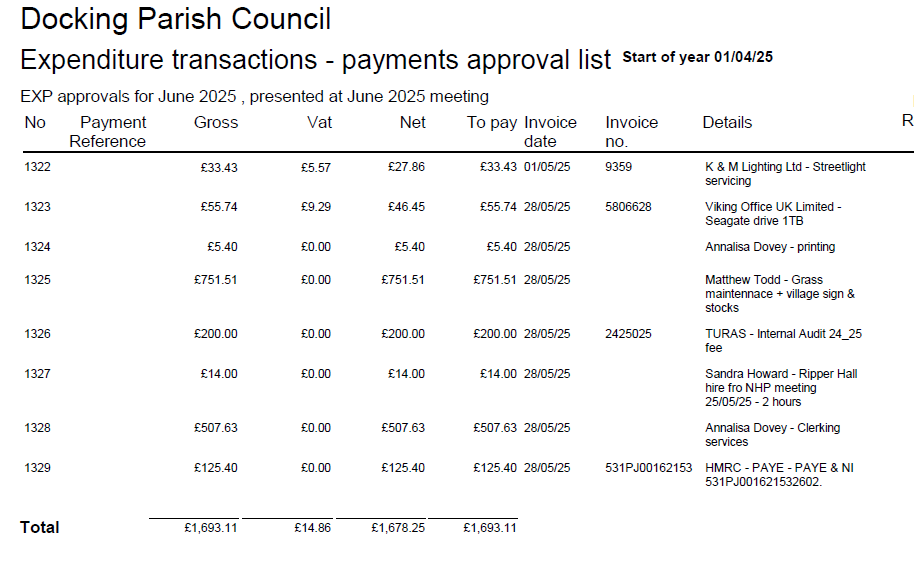 Docking Parish Council
Expenditure transactions - payments approval list Start of year 01/04/25
EXP approvals for June 2025 , presented at June 2025 meeting
No Payment Reference Gross Vat Net To pay Invoice date Invoice no. Details R
1322 £33.43 £5.57 £27.86 £33.43 01/05/25 9359 K & M Lighting Ltd - Streetlight
servicing
1323 £55.74 £9.29 £46.45 £55.74 28/05/25 5806628 Viking Office UK Limited -
Seagate drive 1TB
1324 £5.40 £0.00 £5.40 £5.40 28/05/25 Annalisa Dovey - printing
1325 £751.51 £0.00 £751.51 £751.51 28/05/25 Matthew Todd - Grass
maintennace + village sign &
stocks
1326 £200.00 £0.00 £200.00 £200.00 28/05/25 2425025 TURAS - Internal Audit 24_25
fee
1327 £14.00 £0.00 £14.00 £14.00 28/05/25 Sandra Howard - Ripper Hall
hire fro NHP meeting
25/05/25 - 2 hours
1328 £507.63 £0.00 £507.63 £507.63 28/05/25 Annalisa Dovey - Clerking
services
1329 £125.40 £0.00 £125.40 £125.40 28/05/25 531PJ00162153 HMRC - PAYE - PAYE & NI
531PJ001621532602.
Total £1,693.11 £14.86 £1,678.25 £1,693.11